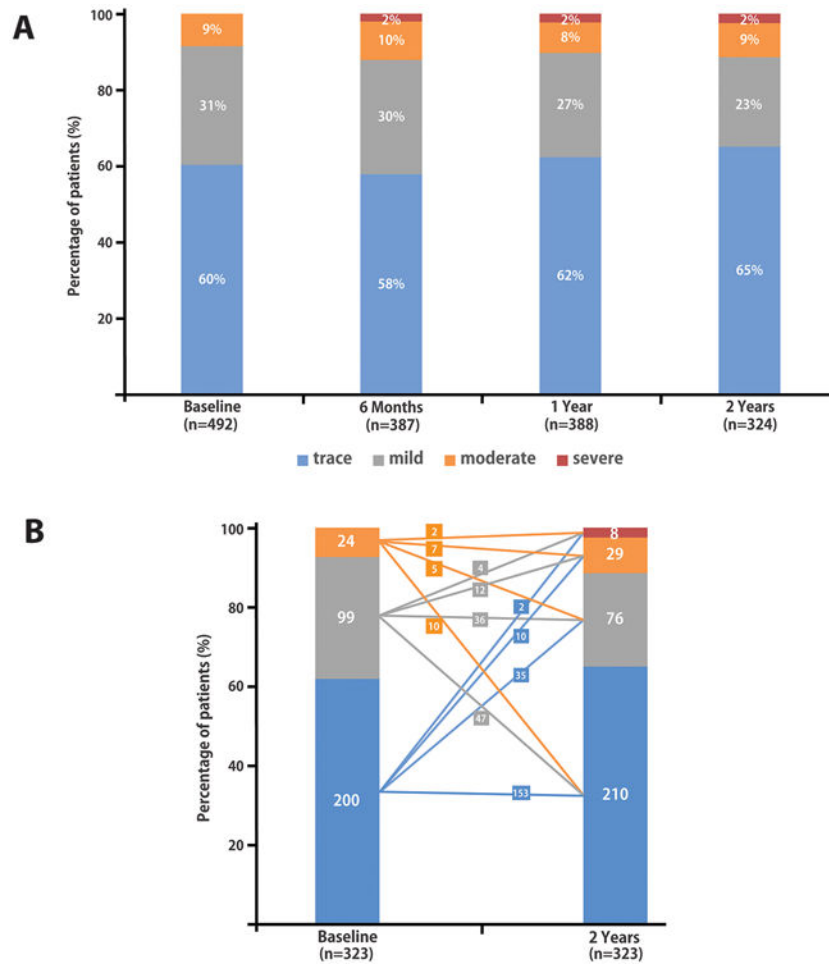 A
Percentage of patients (%)
100
80
60
40
20
9%
31%
60%
2%
10%
30%
58%
2%
8%
27%
62%
2%
9%
23%
65%
Baseline
(n=492)
6 Months
(n=387)
1 Year
(n=388)
2 Years
(n=324)
trace mild moderate severe
B
Percentage of patients (%)
100
80
60
40
20
24
99
200
2
7
5
10
4
12
36
47
2
10
35
153
8
29
76
210
Baseline
(n=323)
2 Years
(n=323)